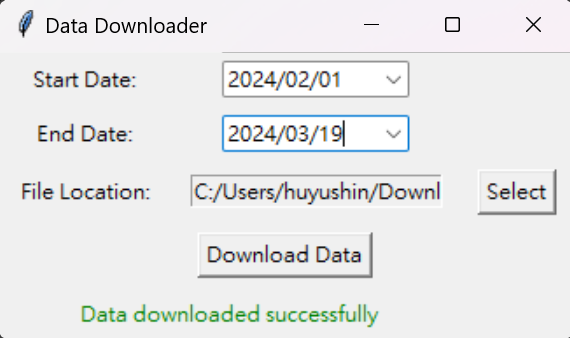 Data Downloader
Start Date: 2024/02/01
End Date: 2024/03/19
File Location: C:/Users/huyushin/Downl Select
Download Data
Data downloaded successfully